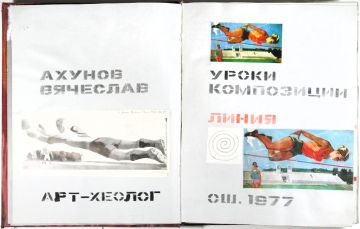 АХУНОВ
ВЯЧЕСЛАВ
АРТ-ХЕОЛОГ
УРОКИ
КОМПОЗИЦИИ
ЛИНИЯ
ОШ. 1977